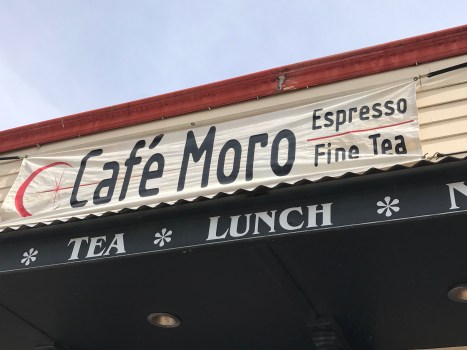 Café Moro
Espresso
Fine Tea
* TEA * LUNCH * N